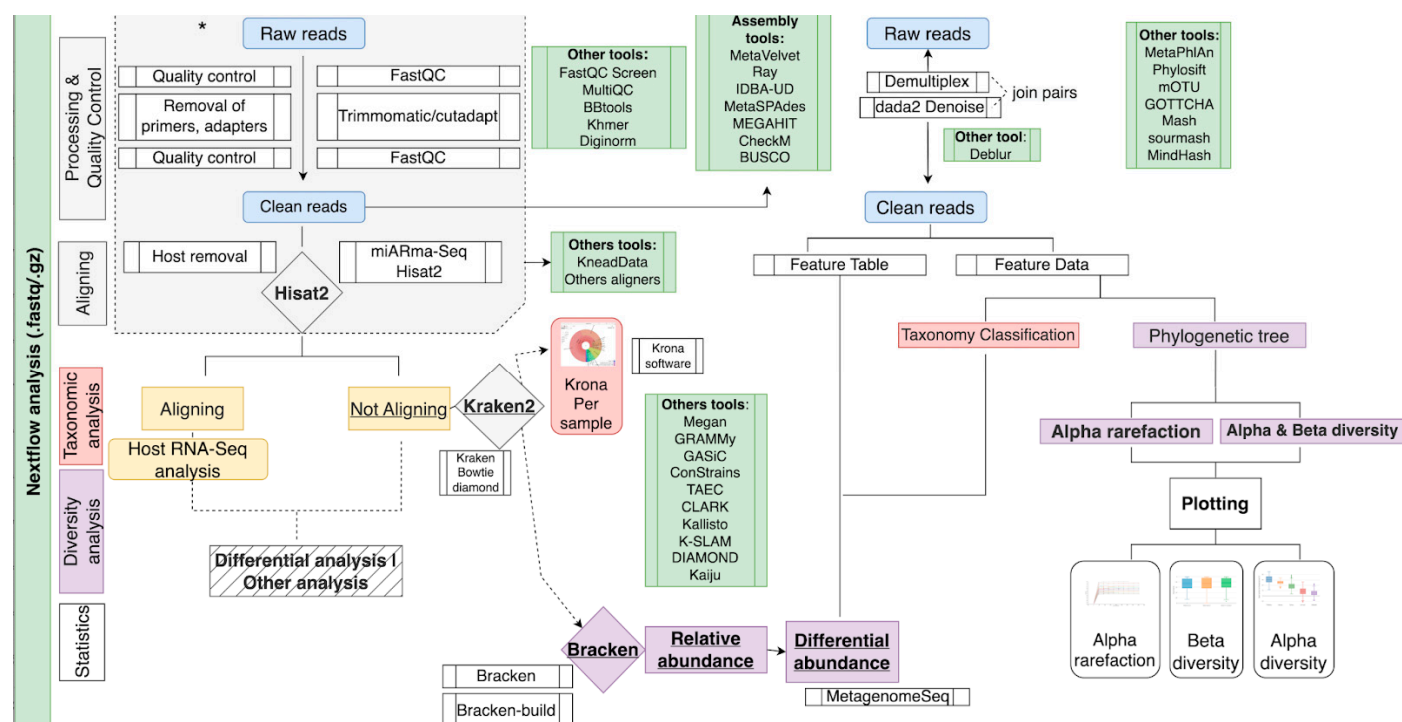 Nextflow analysis (.fastq/.gz)
Processing &
Quality Control
Aligning
Taxonomic
analysis
Diversity
analysis
Statistics
*
Raw reads
Quality control
FastQC
Removal of
primers, adapters
Trimmomatic/cutadapt
Quality control
FastQC
Clean reads
Host removal
miARma-Seq
Hisat2
Hisat2
Other tools:
FastQC Screen
MultiQC
BBtools
Khmer
Diginorm
Assembly
tools:
MetaVelvet
Ray
IDBA-UD
MetaSPAdes
MEGAHIT
CheckM
BUSCO
Others tools:
KneadData
Others aligners
Aligning
Not Aligning
Host RNA-Seq
analysis
Differential analysis I
Other analysis
Kraken2
Kraken
Bowtie
diamond
Krona
Per
sample
Krona
software
Others tools:
Megan
GRAMMy
GASiC
ConStrains
TAEC
CLARK
Kallisto
K-SLAM
DIAMOND
Kaiju
Bracken
Bracken
Bracken-build
Relative
abundance
Differential
abundance
MetagenomeSeq
Raw reads
Demultiplex
dada2 Denoise
join pairs
Other tool:
Deblur
Clean reads
Feature Table
Feature Data
Taxonomy Classification
Phylogenetic tree
Alpha rarefaction
Alpha & Beta diversity
Plotting
Alpha
rarefaction
Beta
diversity
Alpha
diversity
Other tools:
MetaPhlAn
Phylosift
mOTU
GOTTCHA
Mash
sourmash
MindHash